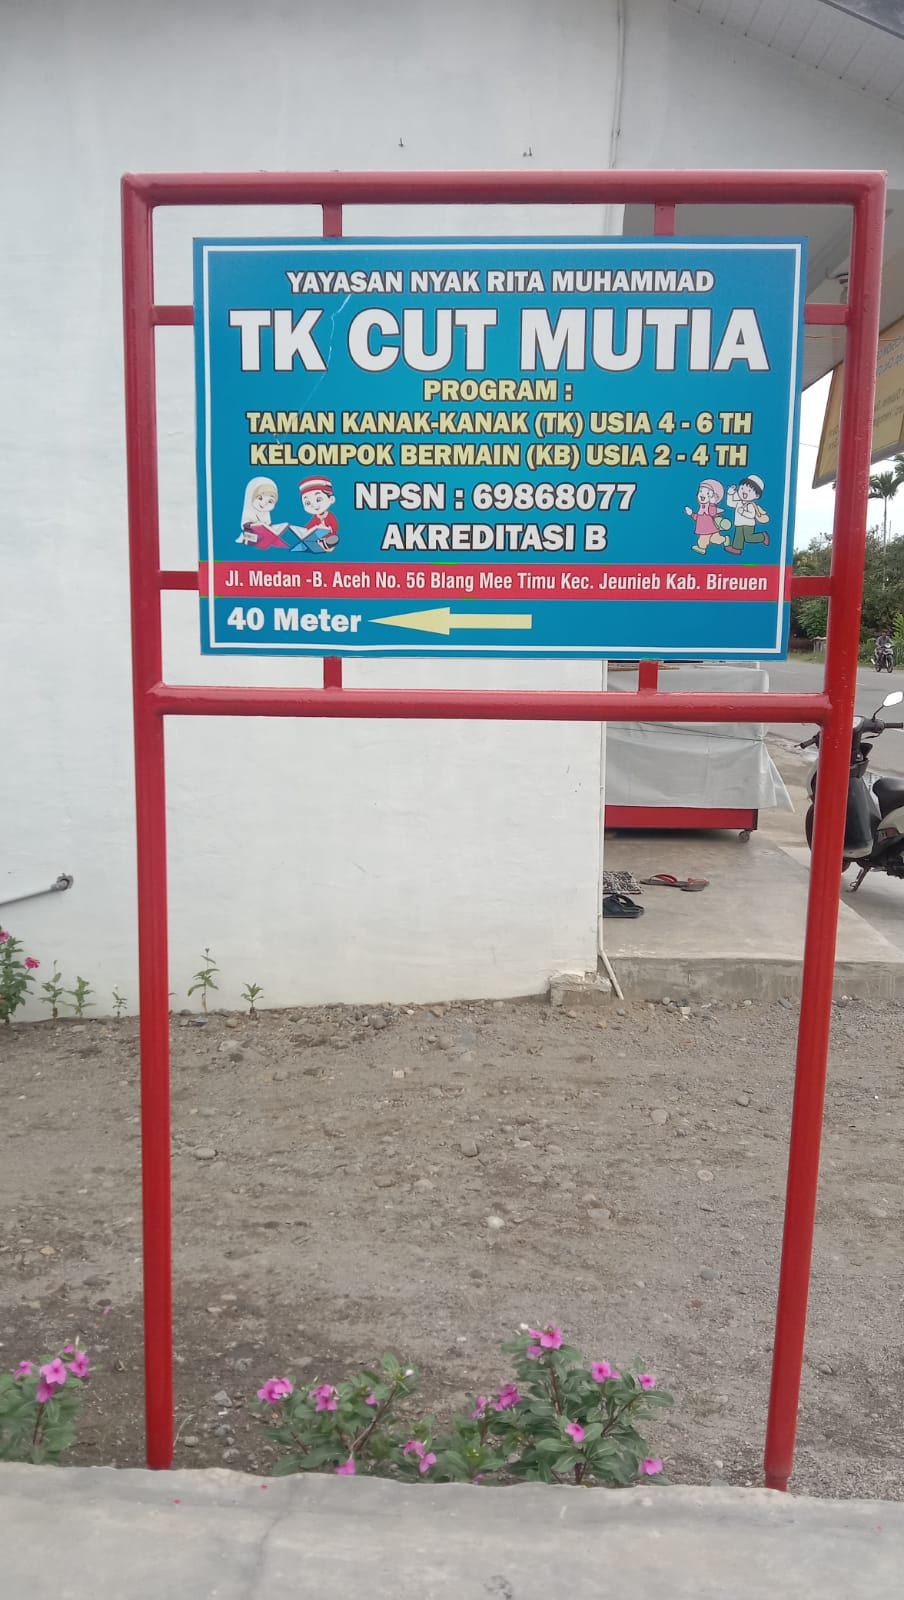 YAYASAN NYAK RITA MUHAMMAD
TK CUT MUTIA
PROGRAM :
TAMAN KANAK-KANAK (TK) USIA 4 - 6 TH
KELOMPOK BERMAIN (KB) USIA 2 - 4 TH
NPSN : 69868077
AKREDITASI B
Jl. Medan -B. Aceh No. 56 Blang Mee Timu Kec. Jeunieb Kab. Bireuen
40 Meter